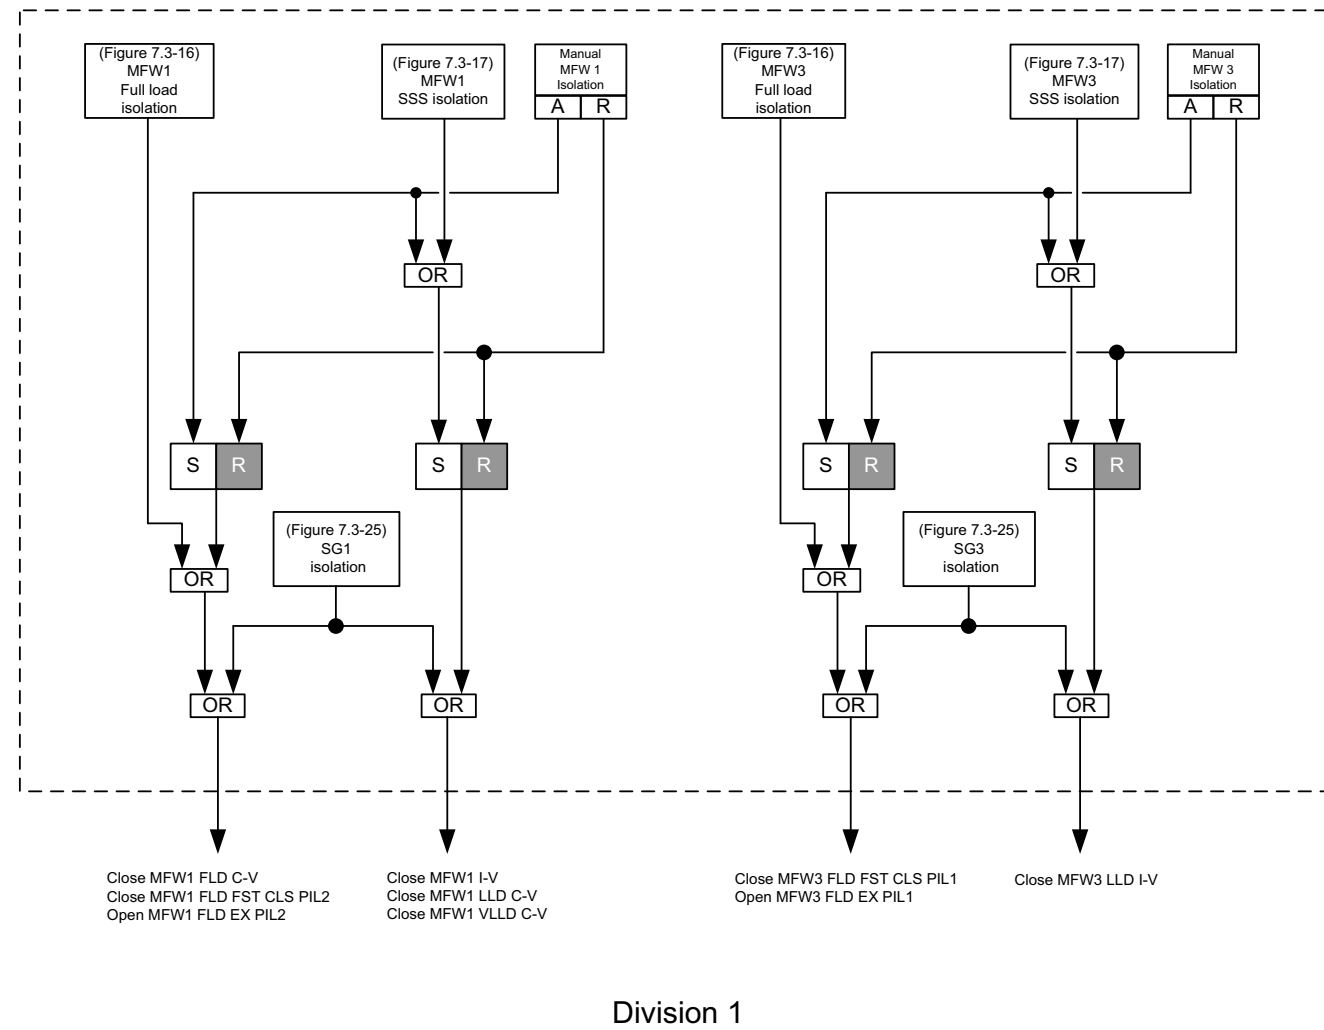 (Figure 7.3-16)
MFW1
Full load
isolation
(Figure 7.3-17)
MFW1
SSS isolation
Manual
MFW 1
Isolation
A R
(Figure 7.3-16)
MFW3
Full load
isolation
(Figure 7.3-17)
MFW3
SSS isolation
Manual
MFW 3
Isolation
A R
OR
OR
S R
S R
S R
S R
(Figure 7.3-25)
SG1
isolation
(Figure 7.3-25)
SG3
isolation
OR
OR
OR
OR
OR
OR
Close MFW1 FLD C-V
Close MFW1 FLD FST CLS PIL2
Open MFW1 FLD EX PIL2
Close MFW1 I-V
Close MFW1 LLD C-V
Close MFW1 VLLD C-V
Close MFW3 FLD FST CLS PIL1
Open MFW3 FLD EX PIL1
Close MFW3 LLD I-V
Division 1